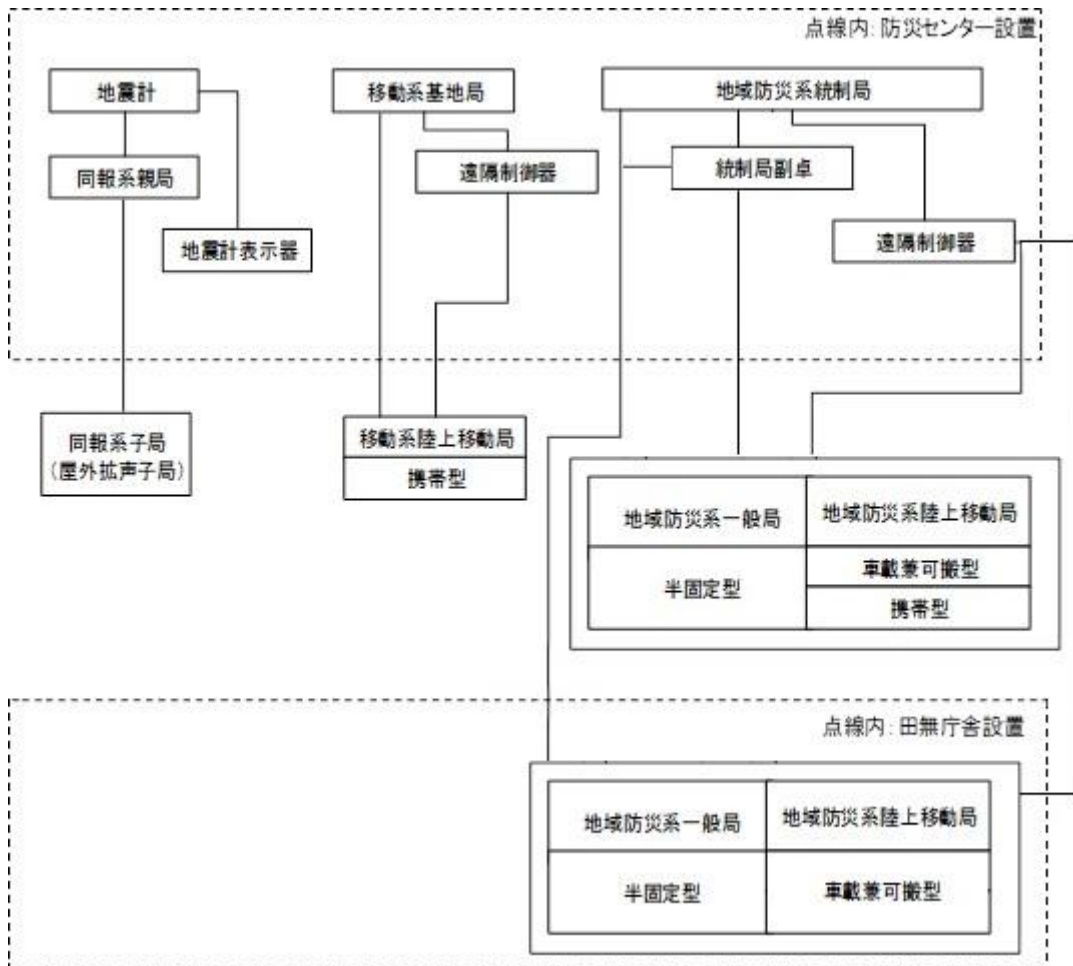 点線内：防災センター設置
地震計
移動系基地局
地域防災系統制局
同報系親局
遠隔制御器
統制局副卓
地震計表示器
遠隔制御器
同報系子局
（屋外拡声子局）
移動系陸上移動局
携帯型
地域防災系一般局
地域防災系陸上移動局
半固定型
車載兼可搬型
携帯型
点線内：田無庁舎設置
地域防災系一般局
地域防災系陸上移動局
半固定型
車載兼可搬型